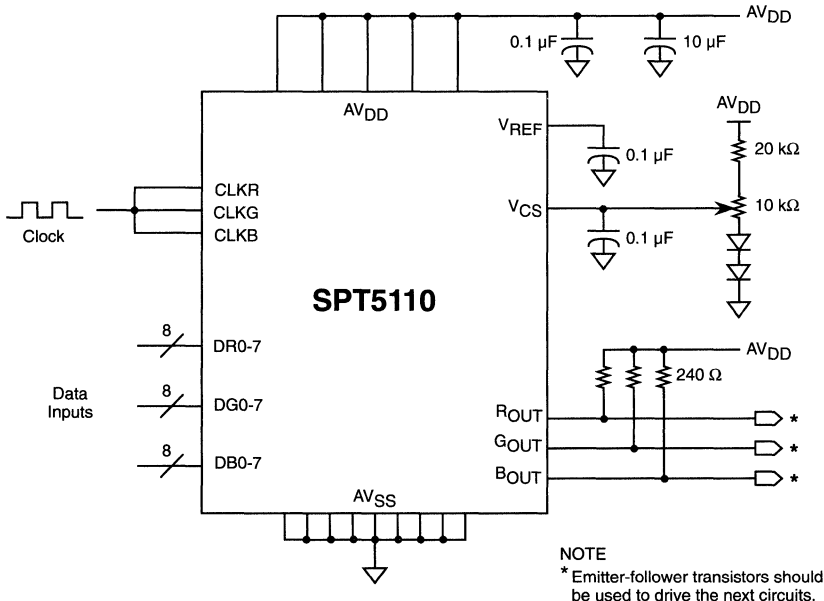 AVDD
0.1 µF
10 µF
AVDD
AVDD
VREF
20 kΩ
0.1 µF
CLKR
CLKG
CLKB
Clock
VCS
10 kΩ
0.1 µF
SPT5110
8
DR0-7
AVDD
240 Ω
Data
Inputs
8
DG0-7
ROUT
*
GOUT
*
8
DB0-7
BOUT
*
AVSS
NOTE
* Emitter-follower transistors should
be used to drive the next circuits.